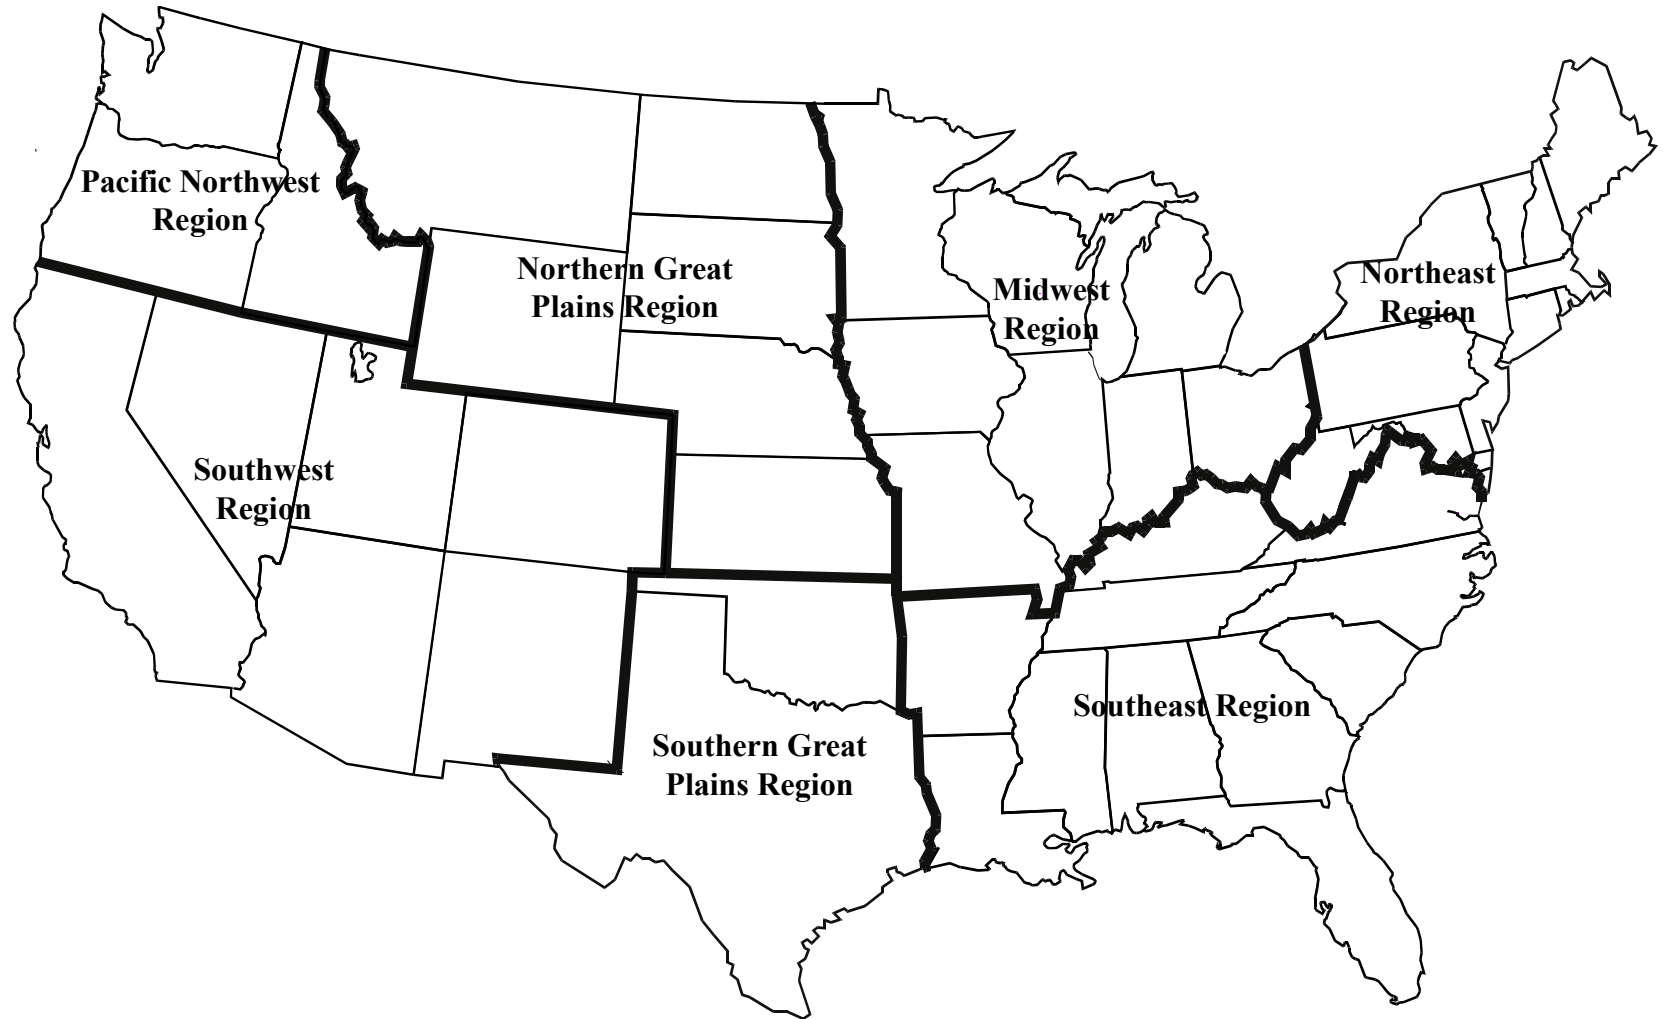 Pacific Northwest
Region
Northern Great
Plains Region
Midwest
Region
Northeast
Region
Southwest
Region
Southeast Region
Southern Great
Plains Region